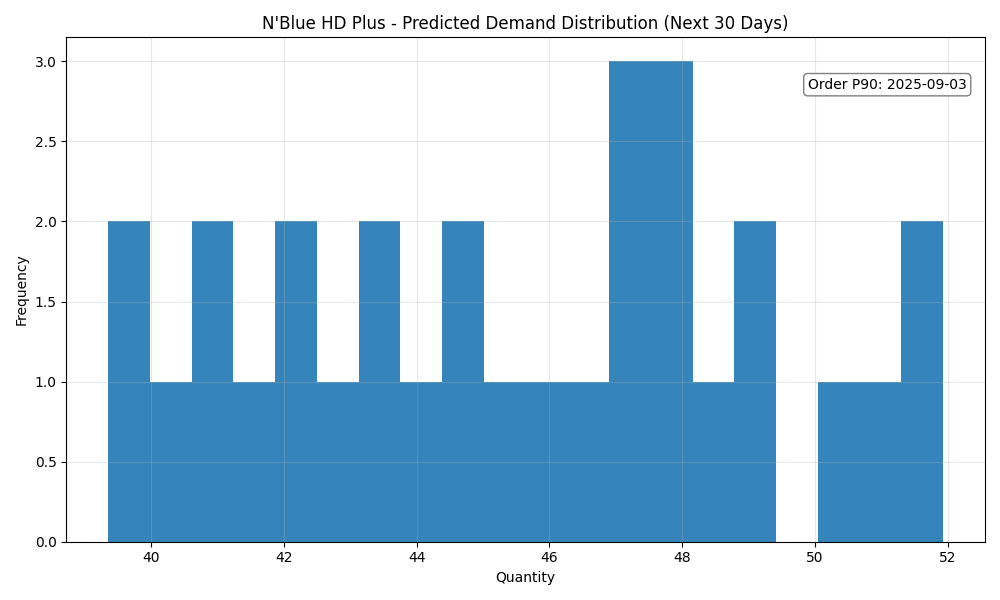 N'Blue HD Plus - Predicted Demand Distribution (Next 30 Days)
Order P90: 2025-09-03
Frequency
3.0
2.5
2.0
1.5
1.0
0.5
0.0
40 42 44 46 48 50 52
Quantity